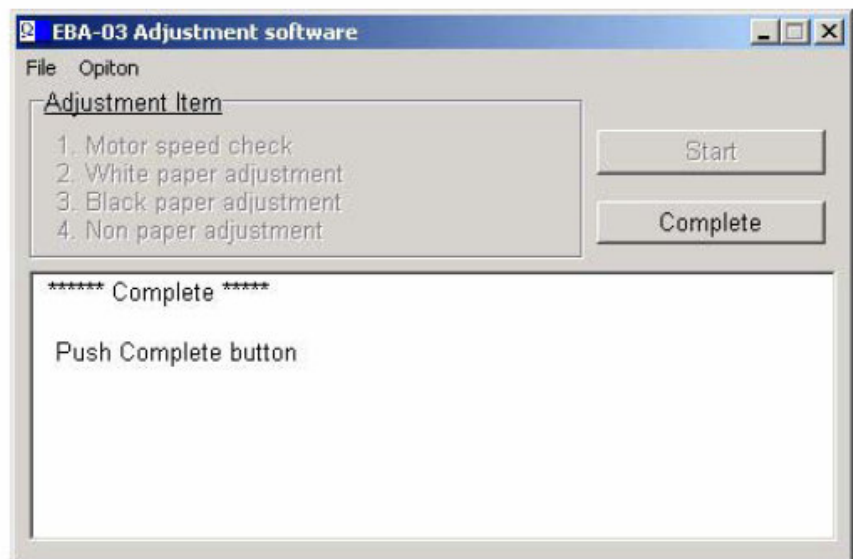 EBA-03 Adjustment software
File Opiton
Adjustment Item
1. Motor speed check
2. White paper adjustment
3. Black paper adjustment
4. Non paper adjustment
Start
Complete
****** Complete *****
Push Complete button